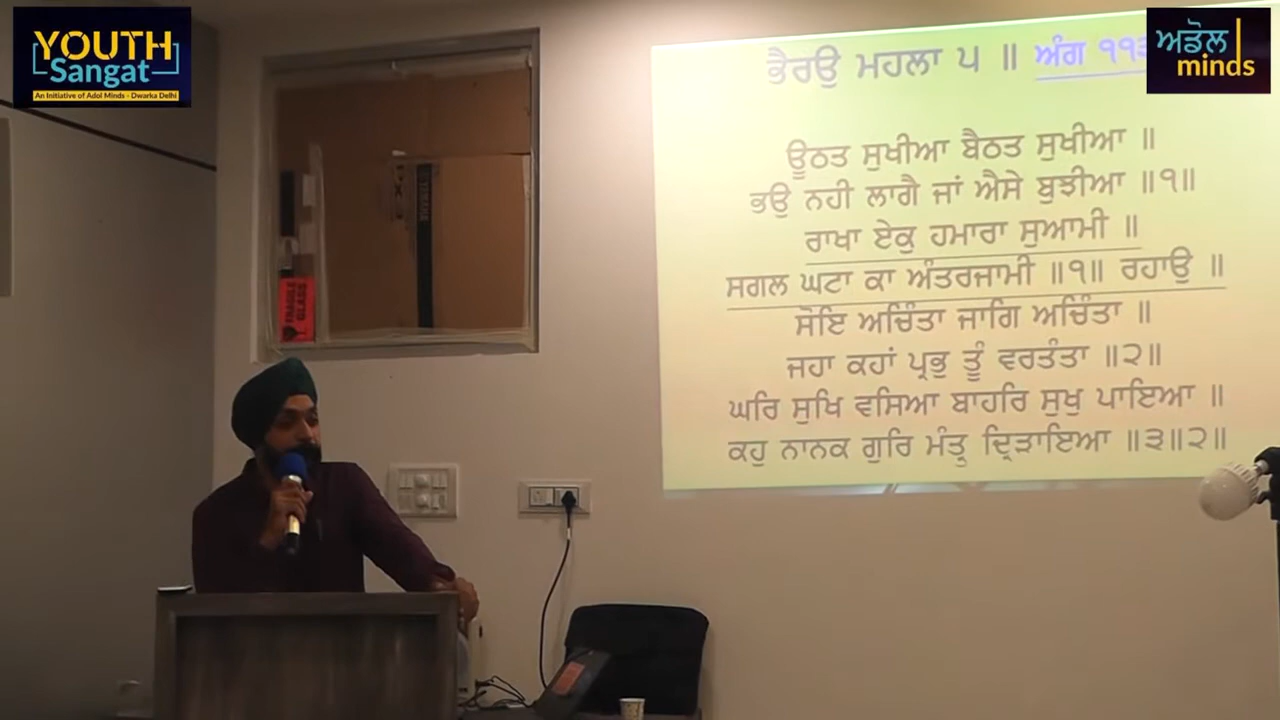 YOUTH
Sangat
An Initiative of Adol Minds - Dwarka Delhi
ਅਡੋਲ
minds
ਭੈਰਉ ਮਹਲਾ ੫ ॥ ਅੰਗ
ਊਠਤ ਸੁਖੀਆ ਬੈਠਤ ਸੁਖੀਆ ॥
ਭਉ ਨਹੀ ਲਾਗੈ ਜਾਂ ਐਸੇ ਬੁਝੀਆ ॥੧॥
ਰਾਖਾ ਏਕੁ ਹਮਾਰਾ ਸੁਆਮੀ ॥
ਸਗਲ ਘਟਾ ਕਾ ਅੰਤਰਜਾਮੀ ॥੧॥ ਰਹਾਉ ॥
ਸੋਇ ਅਚਿੰਤਾ ਜਾਗਿ ਅਚਿੰਤਾ ॥
ਜਹਾ ਕਹਾਂ ਪ੍ਰਭੁ ਤੂੰ ਵਰਤੰਤਾ ॥੨॥
ਘਰਿ ਸੁਖਿ ਵਸਿਆ ਬਾਹਰਿ ਸੁਖੁ ਪਾਇਆ ॥
ਕਹੁ ਨਾਨਕ ਗੁਰਿ ਮੰਤ੍ਰੁ ਦ੍ਰਿੜਾਇਆ ॥੩॥੨॥
FRAGILE
GLASS